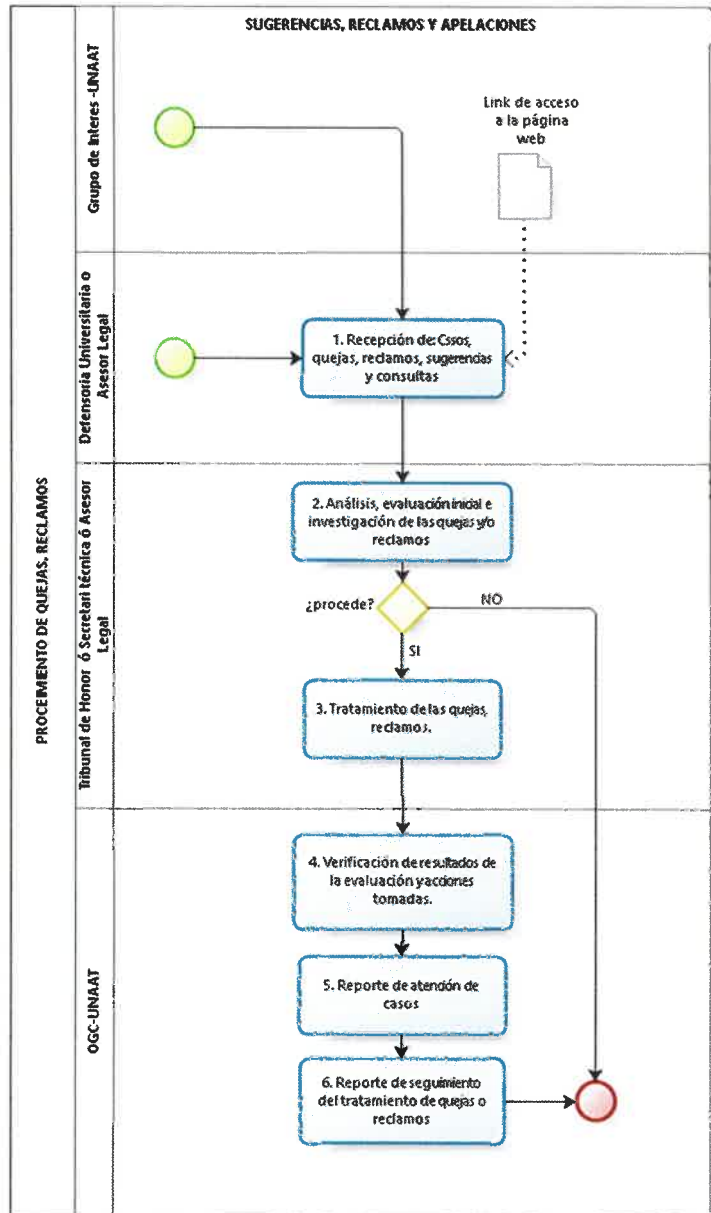 SUGERENCIAS, RECLAMOS Y APELACIONES
PROCEIMIENTO DE QUEJAS, RECLAMOS
Grupo de Interes -UNAAT
Link de acceso
a la página
web
Defensoria Universitaria o
Asesor Legal
1. Recepción de: Csos,
quejas, reclamos, sugerencias
y consultas
Tribunal de Honor ó Secretari técnica ó Asesor
Legal
2. Análisis, evaluación inicial e
investigación de las quejas y/o
reclamos
¿procede?
NO
SI
3. Tratamiento de las quejas,
reclamos.
OGC-UNAAT
4. Verificación de resultados de
la evaluación y acciones
tomadas.
5. Reporte de atención de
casos
6. Reporte de seguimiento
del tratamiento de quejas o
reclamos